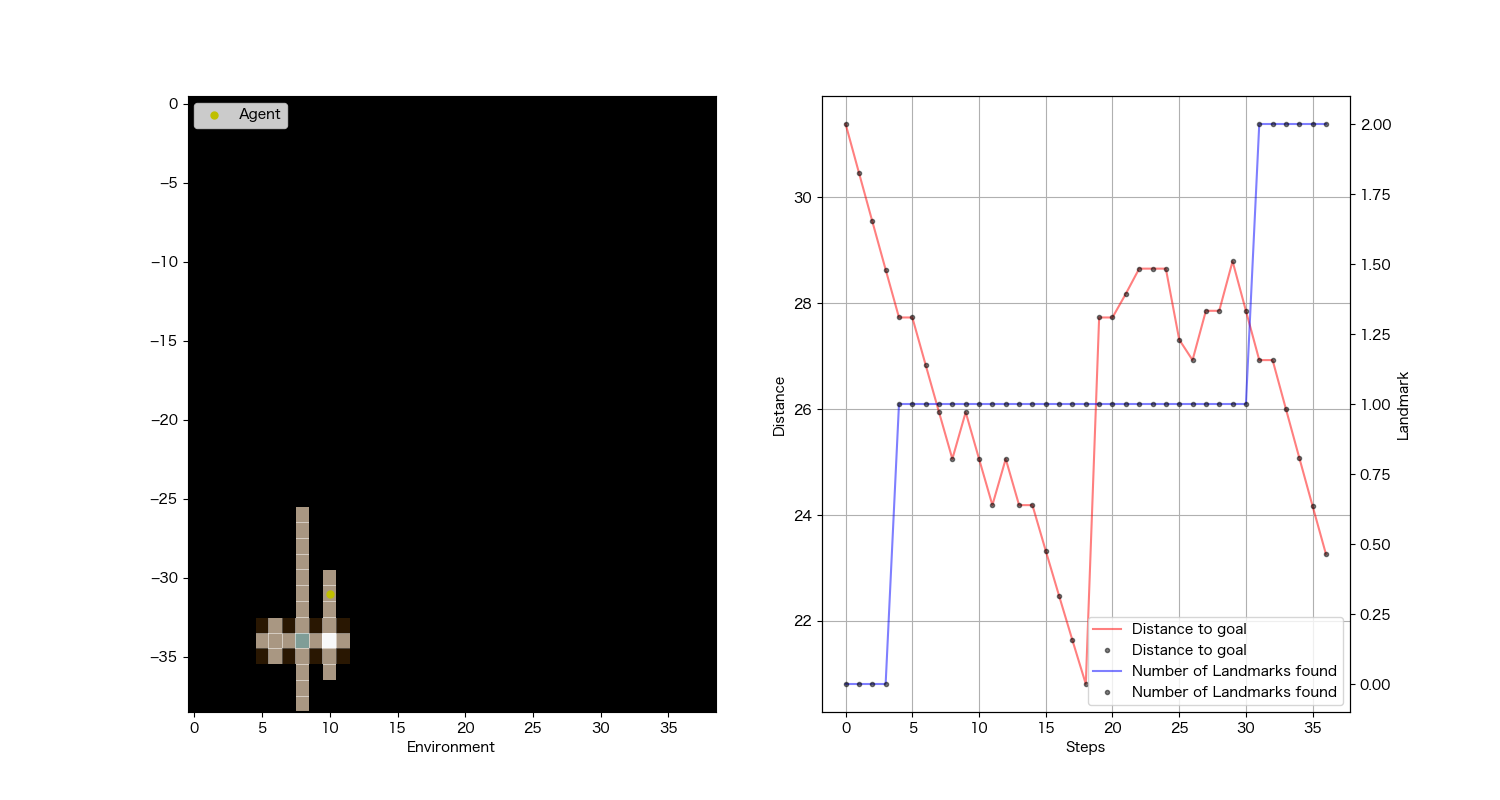 Agent
0
−5
−10
−15
−20
−25
−30
−35
0 5 10 15 20 25 30 35
Environment
Distance
30
28
26
24
22
0 5 10 15 20 25 30 35
Steps
2.00
1.75
1.50
1.25
1.00
0.75
0.50
0.25
0.00
Landmark
Distance to goal
Distance to goal
Number of Landmarks found
Number of Landmarks found